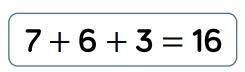 7 + 6 + 3 = 16